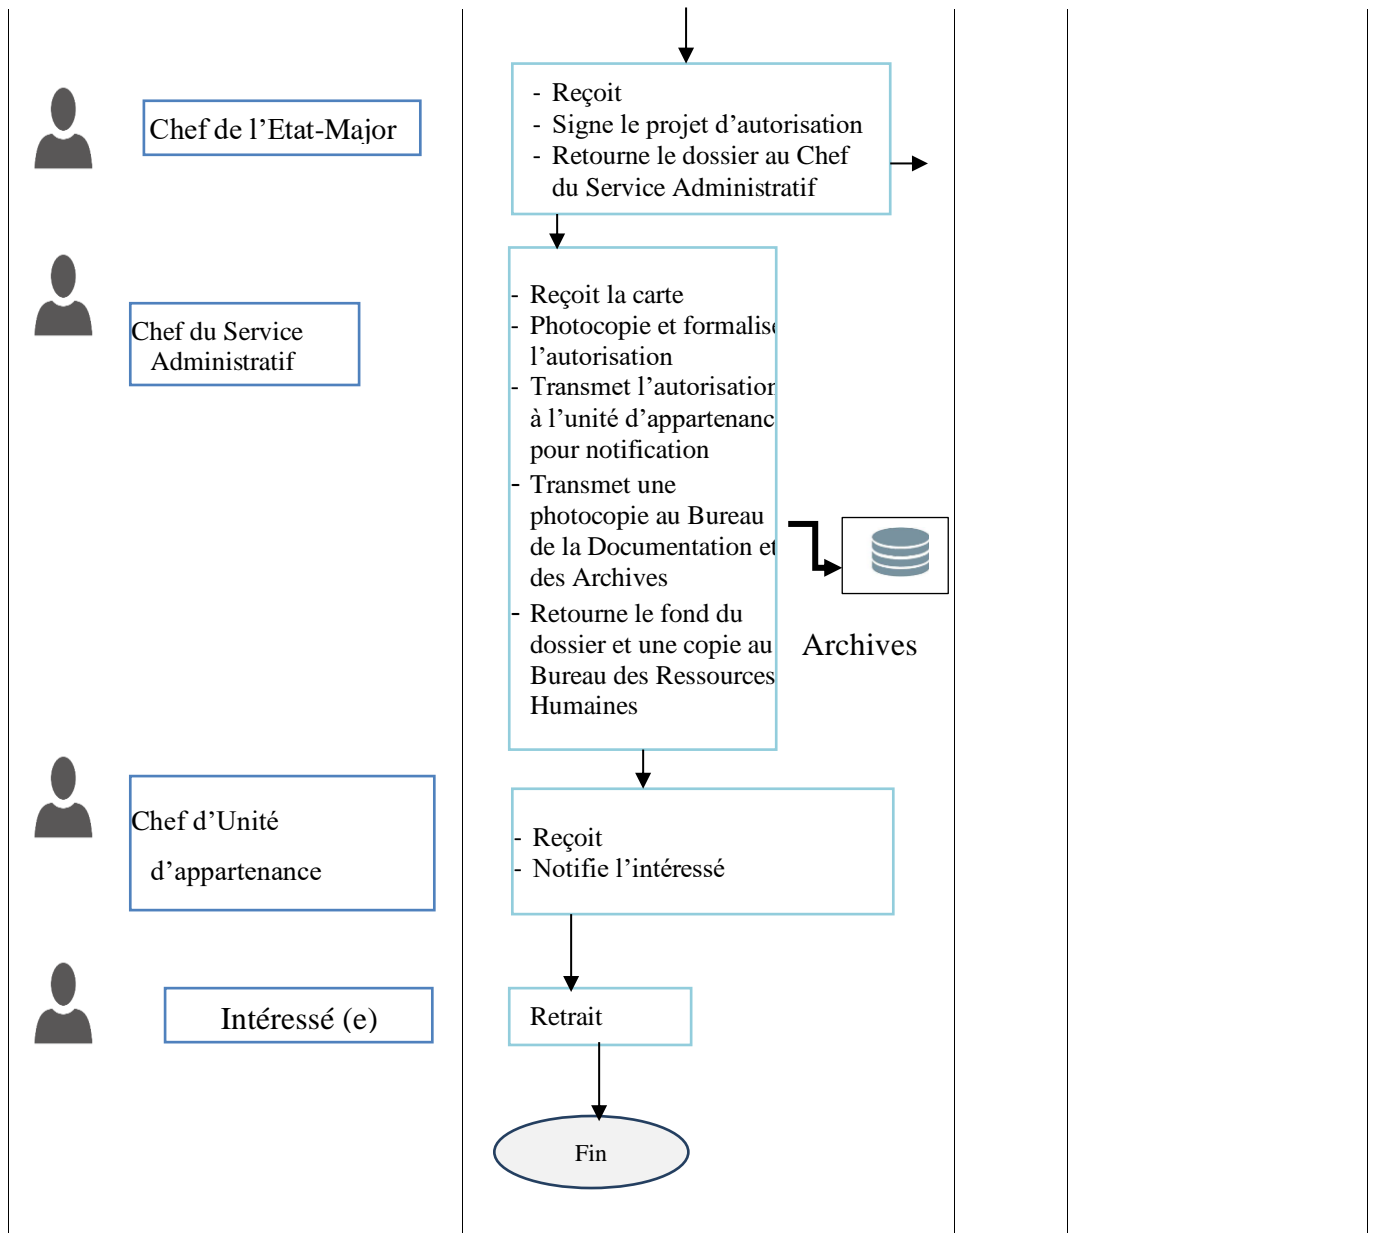 Chef de l’Etat-Major
- Reçoit
- Signe le projet d’autorisation
- Retourne le dossier au Chef
du Service Administratif
Chef du Service
Administratif
- Reçoit la carte
- Photocopie et formalise
l’autorisation
- Transmet l’autorisation
à l’unité d’appartenanc
pour notification
- Transmet une
photocopie au Bureau
de la Documentation et
des Archives
- Retourne le fond du
dossier et une copie au
Bureau des Ressources
Humaines
Archives
Chef d’Unité
d’appartenance
- Reçoit
- Notifie l’intéressé
Intéressé (e)
Retrait
Fin